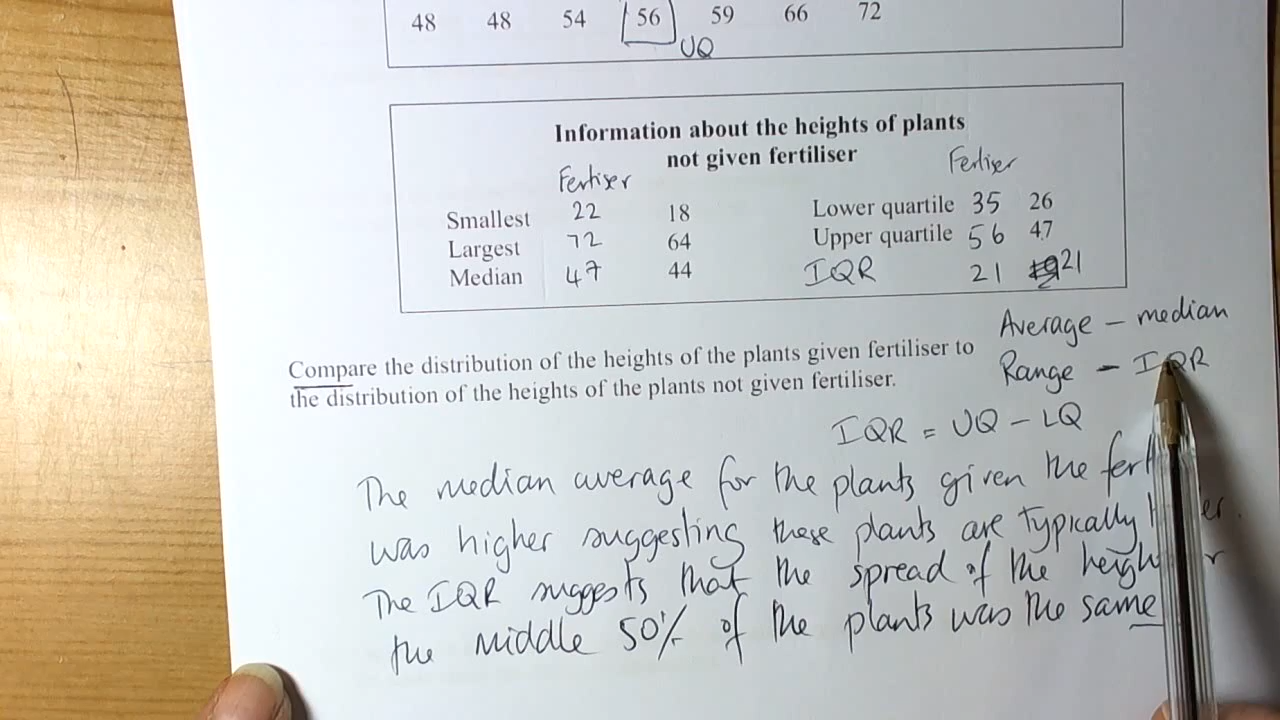 48 48 54 56 59 66 72
UQ
Information about the heights of plants
not given fertiliser
Fertiser Fertiser
Smallest 22 18 Lower quartile 35 26
Largest 72 64 Upper quartile 56 47
Median 47 44 IQR 21 21
Average - median
Compare the distribution of the heights of the plants given fertiliser to
Range - IQR
the distribution of the heights of the plants not given fertiliser.
IQR = UQ - LQ
The median average for the plants given the
was higher suggesting these plants are typically
The IQR suggests that the spread of the
the middle 50% of the plants was the same